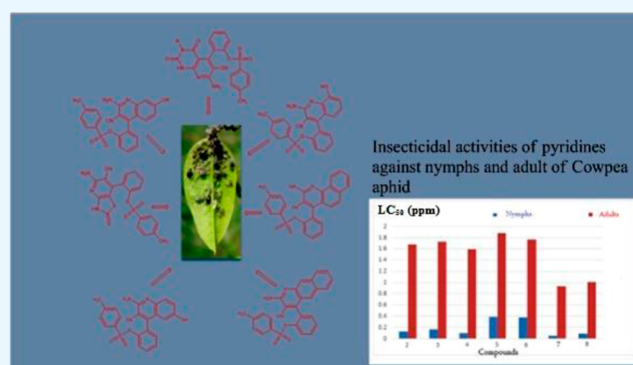 Insecticidal activities of pyridines
against nymphs and adult of Cowpea
aphid
LC₅₀ (ppm)
Nymphs
Adults
2
1.8
1.6
1.4
1.2
1
0.8
0.6
0.4
0.2
0
2 3 4 5 6 7 8
Compounds